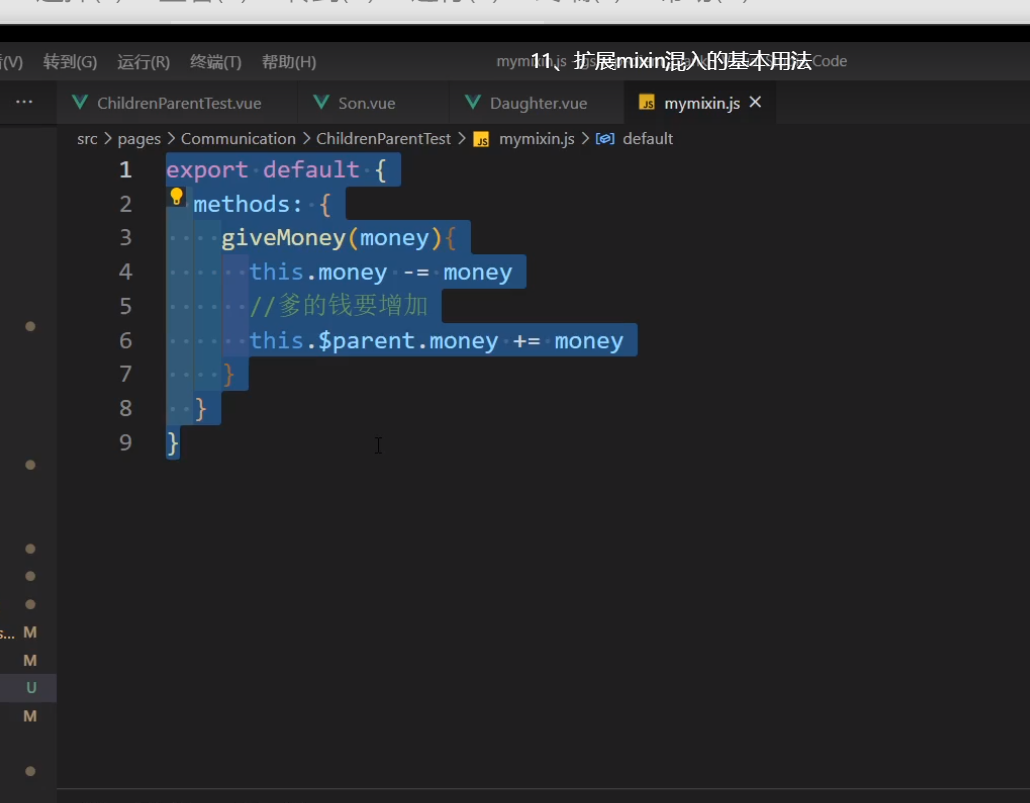 (V) 转到(G) 运行(R) 终端(T) 帮助(H)
11、扩展mixin混入的基本用法
Code
ChildrenParentTest.vue Son.vue Daughter.vue JS mymixin.js ✕
src > pages > Communication > ChildrenParentTest > JS mymixin.js > default
1 export default {
2 methods: {
3 giveMoney(money){
4 this.money -= money
5 //爹的钱要增加
6 this.$parent.money += money
7 }
8 }
9 }
s... M
M
U
M